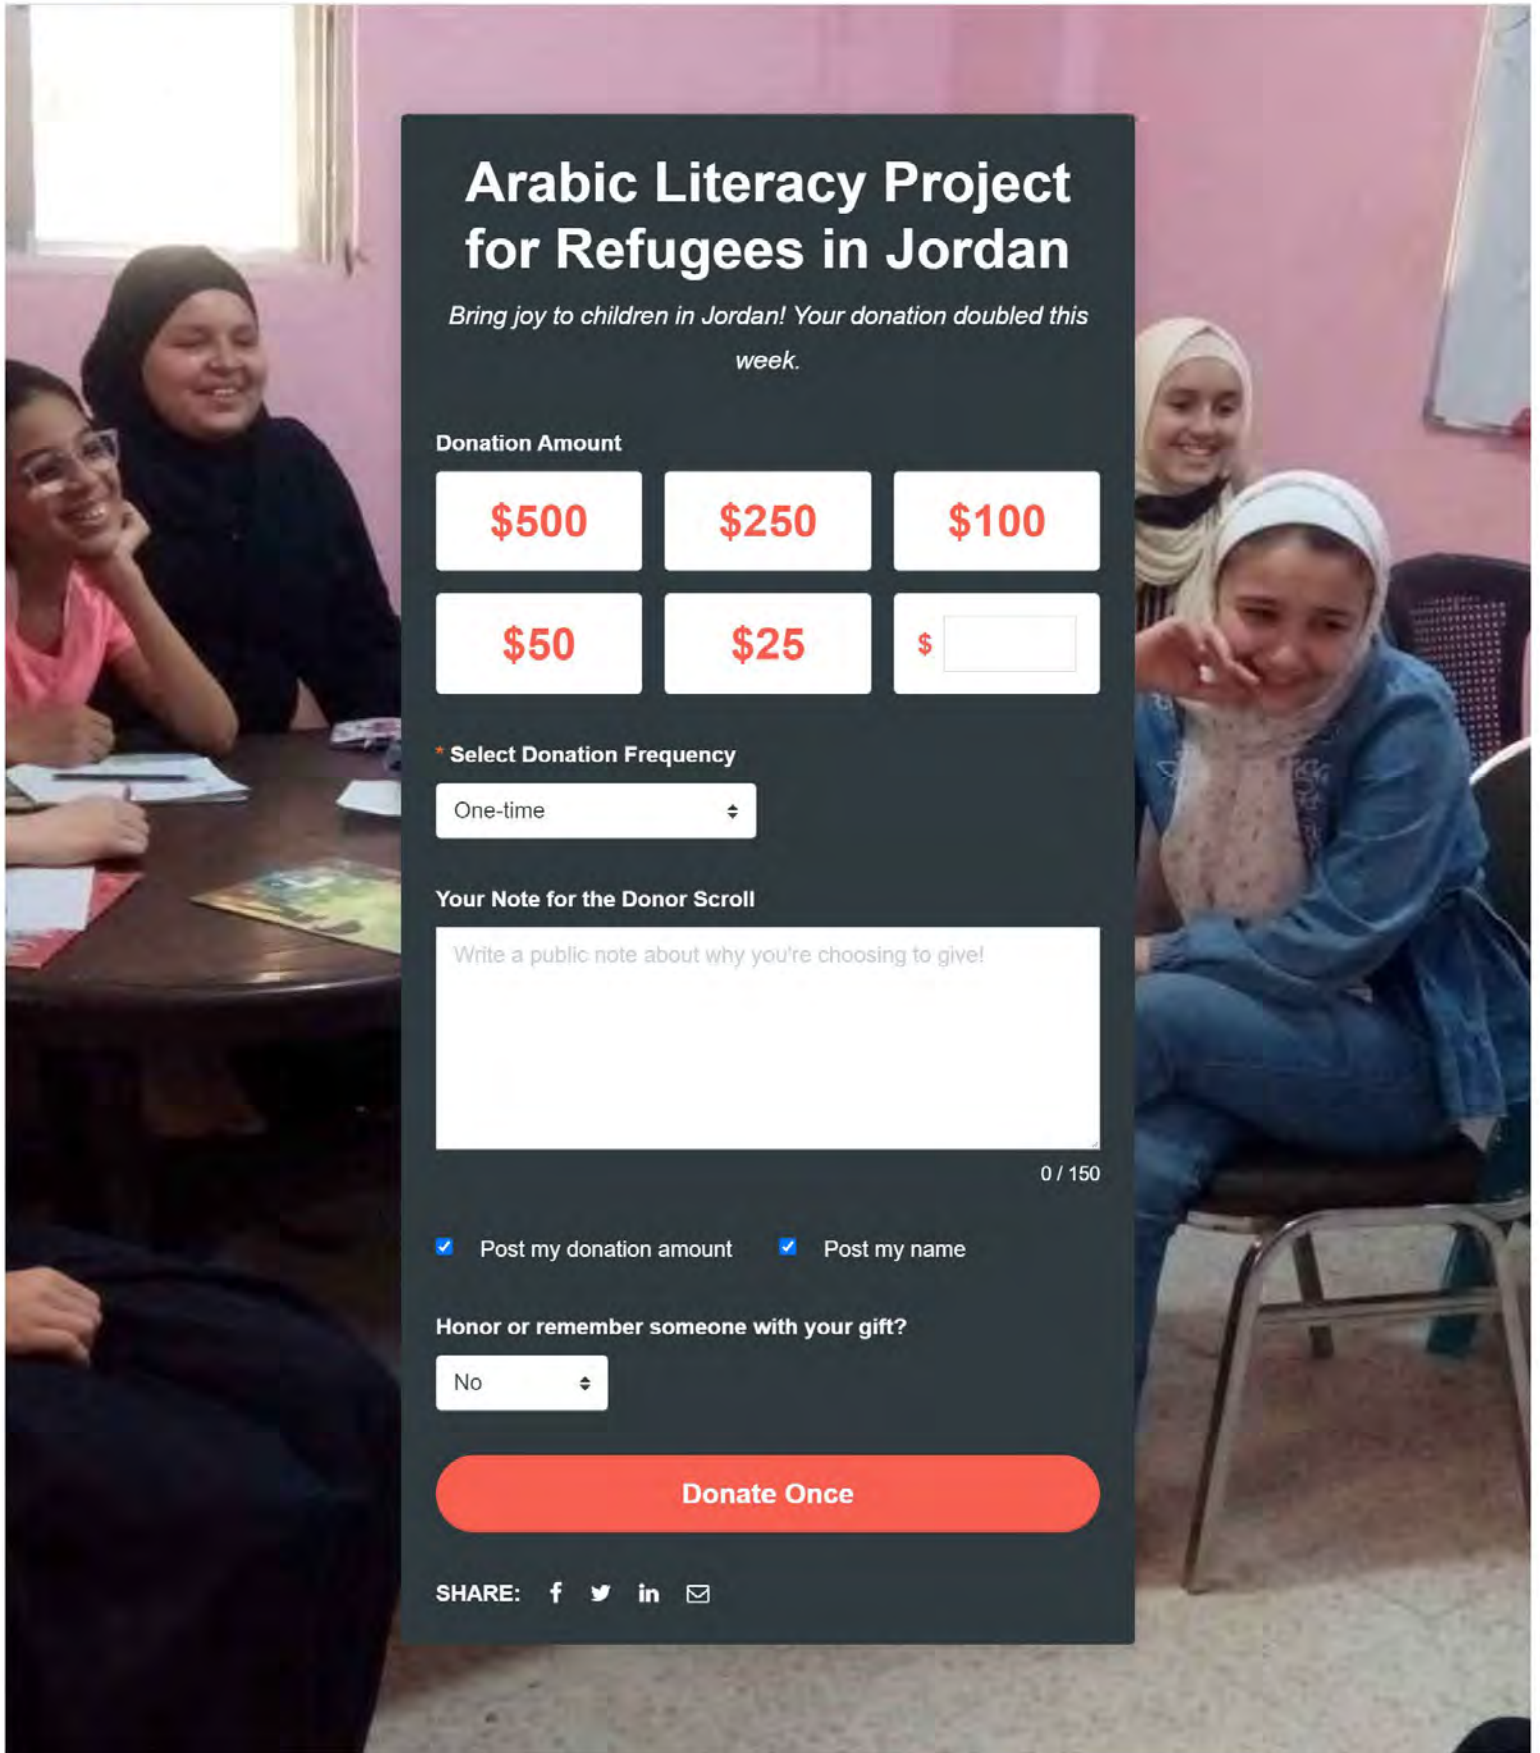 Arabic Literacy Project
for Refugees in Jordan
Bring joy to children in Jordan! Your donation doubled this
week.
Donation Amount
$500 $250 $100
$50 $25 $
* Select Donation Frequency
One-time
Your Note for the Donor Scroll
Write a public note about why you're choosing to give!
0 / 150
Post my donation amount Post my name
Honor or remember someone with your gift?
No
Donate Once
SHARE: